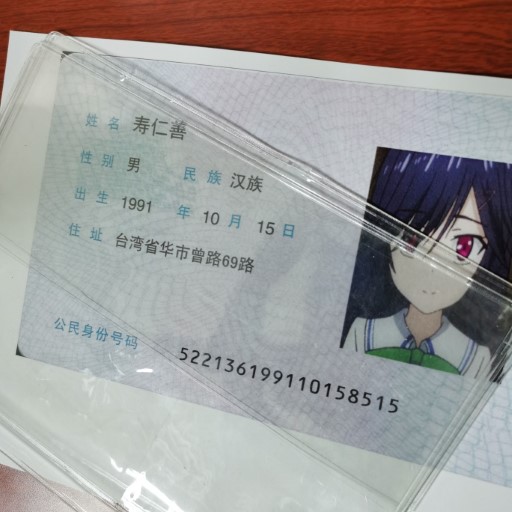 姓名 寿仁善
性别 男 民族 汉族
出生 1991 年 10 月 15 日
住址 台湾省华市曾路69路
公民身份号码 522136199110158515